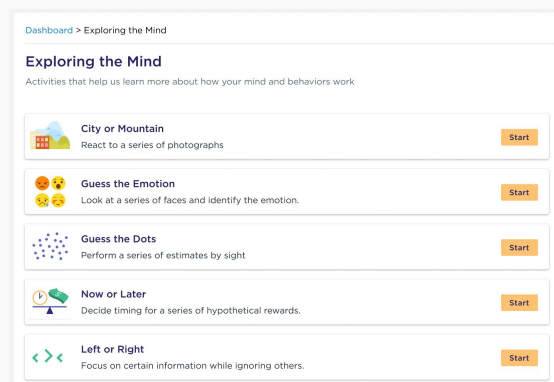 Dashboard > Exploring the Mind
Exploring the Mind
Activities that help us learn more about how your mind and behaviors work
City or Mountain
React to a series of photographs
Start
Guess the Emotion
Look at a series of faces and identify the emotion.
Start
Guess the Dots
Perform a series of estimates by sight
Start
Now or Later
Decide timing for a series of hypothetical rewards.
Start
Left or Right
Focus on certain information while ignoring others.
Start